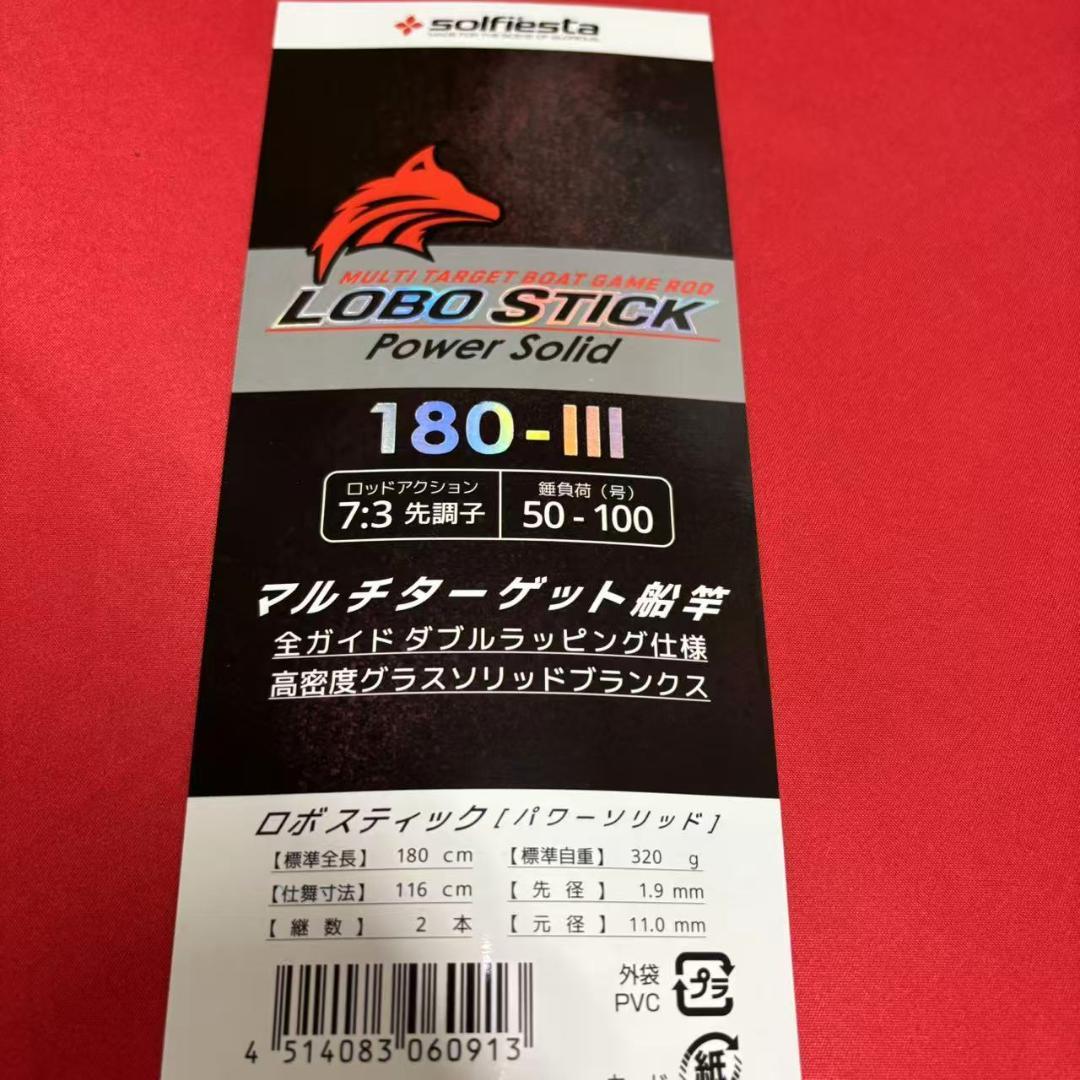 solfiesta
MULTI TARGET BOAT GAME ROD
LOBO STICK
Power Solid
180-III
ロッドアクション
7:3 先調子
錘負荷(号)
50-100
マルチターゲット船竿
全ガイド ダブルラッピング仕様
高密度グラスソリッドブランクス
ロボスティック[パワーソリッド]
【標準全長】 180 cm 【標準自重】 320 g
【仕舞寸法】 116 cm 【先径】 1.9 mm
【継数】 2 本 【元径】 11.0 mm
外袋
PVC
プラ
紙
4 514083 060913